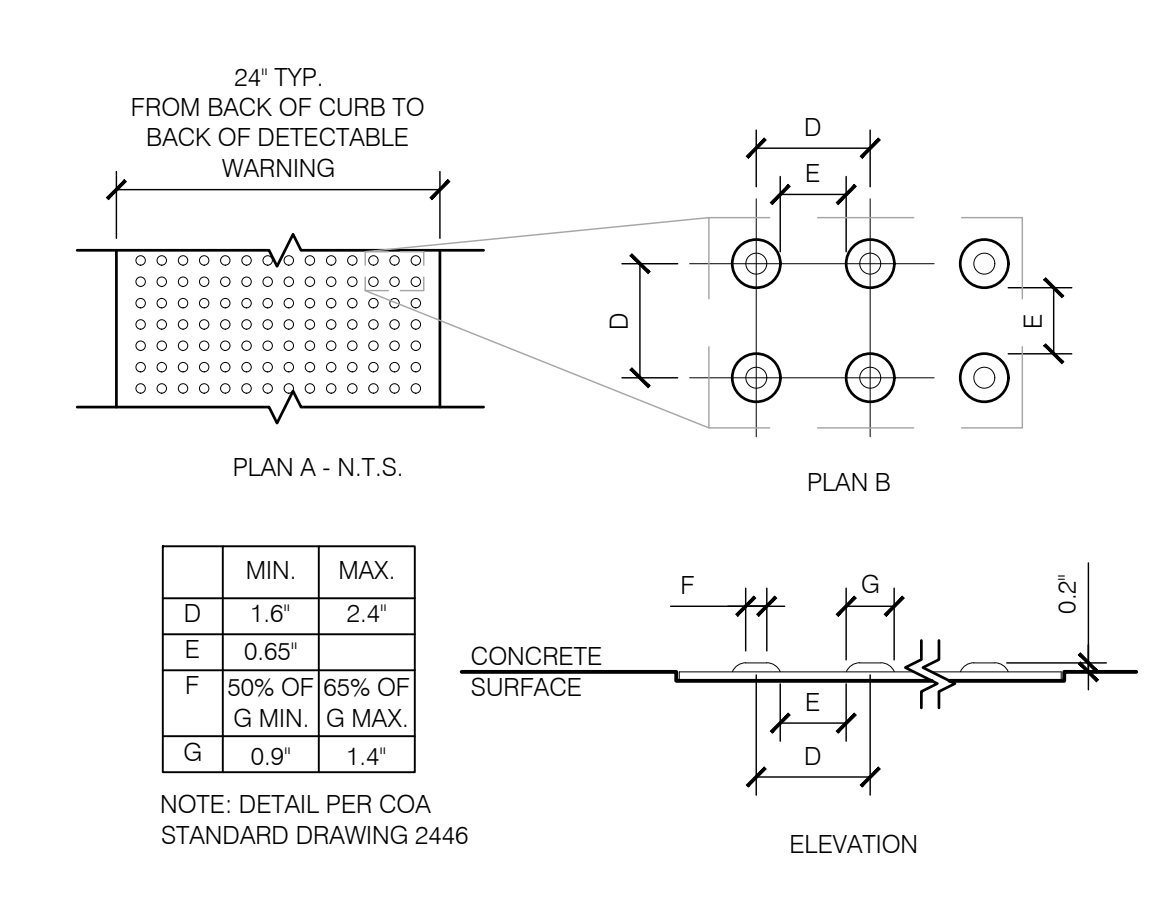 24" TYP.
FROM BACK OF CURB TO
BACK OF DETECTABLE
WARNING
PLAN A - N.T.S.
D
E
D
E
PLAN B
MIN. MAX.
D 1.6" 2.4"
E 0.65"
F 50% OF 65% OF
G MIN. G MAX.
G 0.9" 1.4"
NOTE: DETAIL PER COA
STANDARD DRAWING 2446
F
G
0.2"
CONCRETE
SURFACE
E
D
ELEVATION